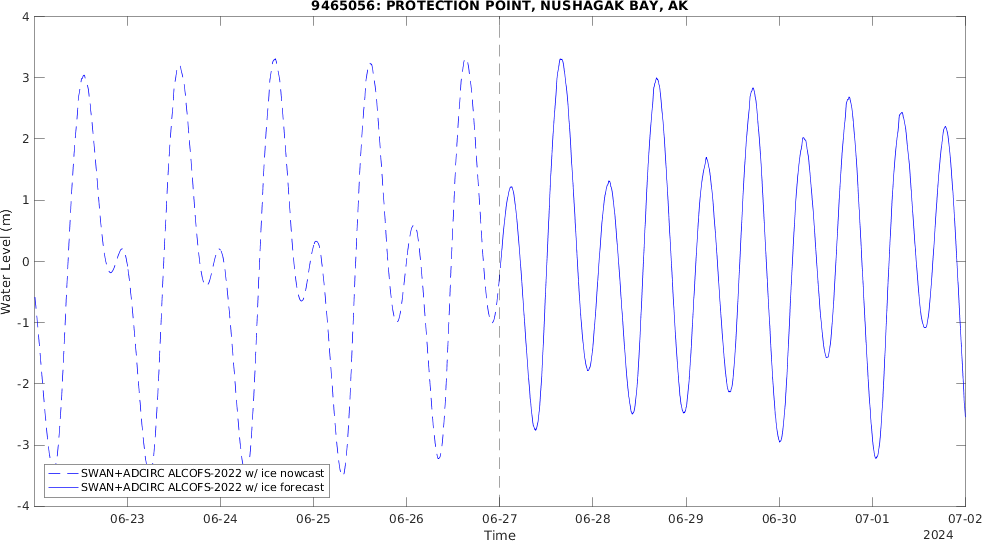 9465056: PROTECTION POINT, NUSHAGAK BAY, AK
4
3
2
1
0
-1
-2
-3
-4
Water Level (m)
SWAN+ADCIRC ALCOFS-2022 w/ ice nowcast
SWAN+ADCIRC ALCOFS-2022 w/ ice forecast
06-23 06-24 06-25 06-26 06-27 06-28 06-29 06-30 07-01 07-02
Time
2024